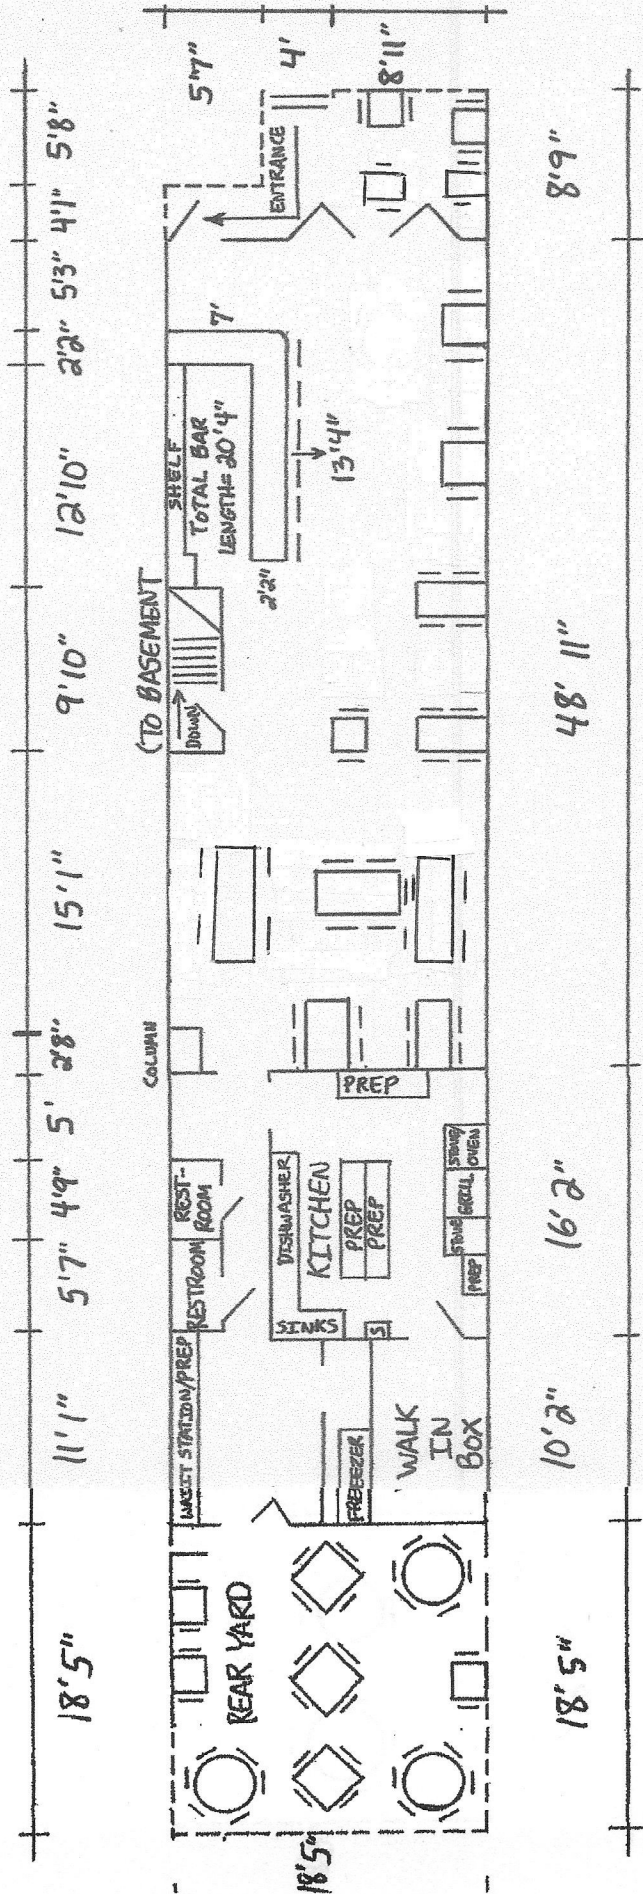 5'7"
4'
8'11"
5'8"
4'1"
5'3"
2'2"
12'10"
9'10"
15'1"
2'8"
5'
4'9"
5'7"
11'1"
18'5"
ENTRANCE
7'
SHELF
TOTAL BAR
LENGTH=20'4"
13'4"
2'2"
(TO BASEMENT
DOWN
COLUMN
PREP
REST-
ROOM
RESTROOM
DISHWASHER
KITCHEN
PREP
PREP
STOVE/
OVEN
GRILL
STOVE
PREP
SINKS
S
WAIT STATION/PREP
FREEEZER
WALK
IN
BOX
REAR YARD
18'5"
8'9"
48' 11"
16'2"
10'2"
18'5"